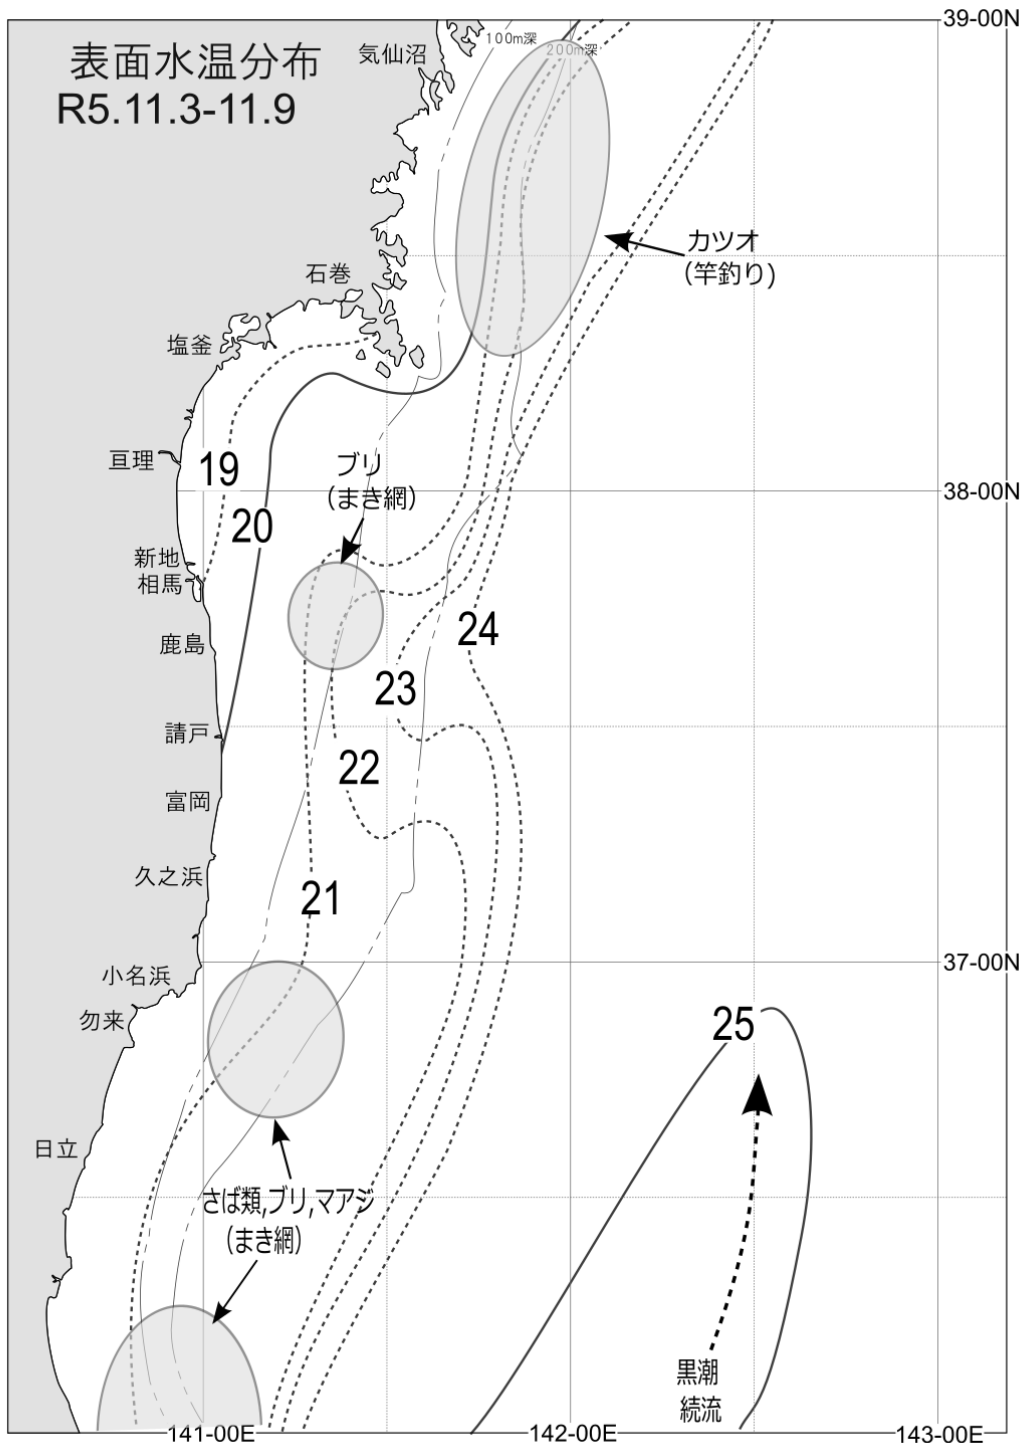 表面水温分布
R5.11.3-11.9
気仙沼
100m深
200m深
39-00N
カツオ
(竿釣り)
石巻
塩釜
亘理
19
20
ブリ
(まき網)
38-00N
新地
相馬
鹿島
24
23
請戸
22
富岡
久之浜
21
小名浜
37-00N
勿来
25
日立
さば類,ブリ,マアジ
(まき網)
黒潮
続流
141-00E
142-00E
143-00E
36-00N